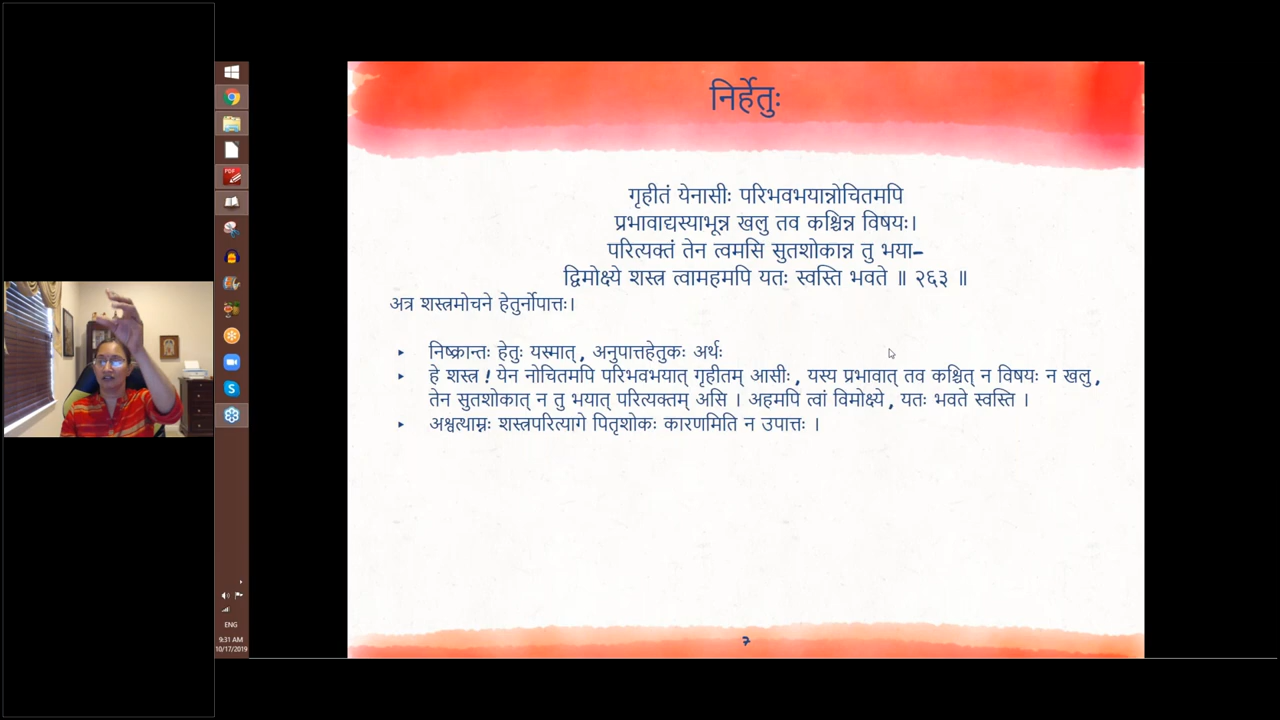 निर्हेतुः
गृहीतं येनासीः परिभवभयान्नोचितमपि
प्रभावाद्यस्याभून्न खलु तव कश्चिन्न विषयः।
परित्यक्तं तेन त्वमसि सुतशोकान्न तु भया-
द्विमोक्ष्ये शस्त्र त्वामहमपि यतः स्वस्ति भवते ॥ २६३ ॥
अत्र शस्त्रमोचने हेतुर्नोपात्तः।
‣ निष्क्रान्तः हेतुः यस्मात् , अनुपात्तहेतुकः अर्थः
‣ हे शस्त्र ! येन नोचितमपि परिभवभयात् गृहीतम् आसीः , यस्य प्रभावात् तव कश्चित् न विषयः न खलु ,
तेन सुतशोकात् न तु भयात् परित्यक्तम् असि । अहमपि त्वां विमोक्ष्ये , यतः भवते स्वस्ति ।
‣ अश्वत्थाम्नः शस्त्रपरित्यागे पितृशोकः कारणमिति न उपात्तः ।
७
PDF
ENG
9:31 AM
10/17/2019